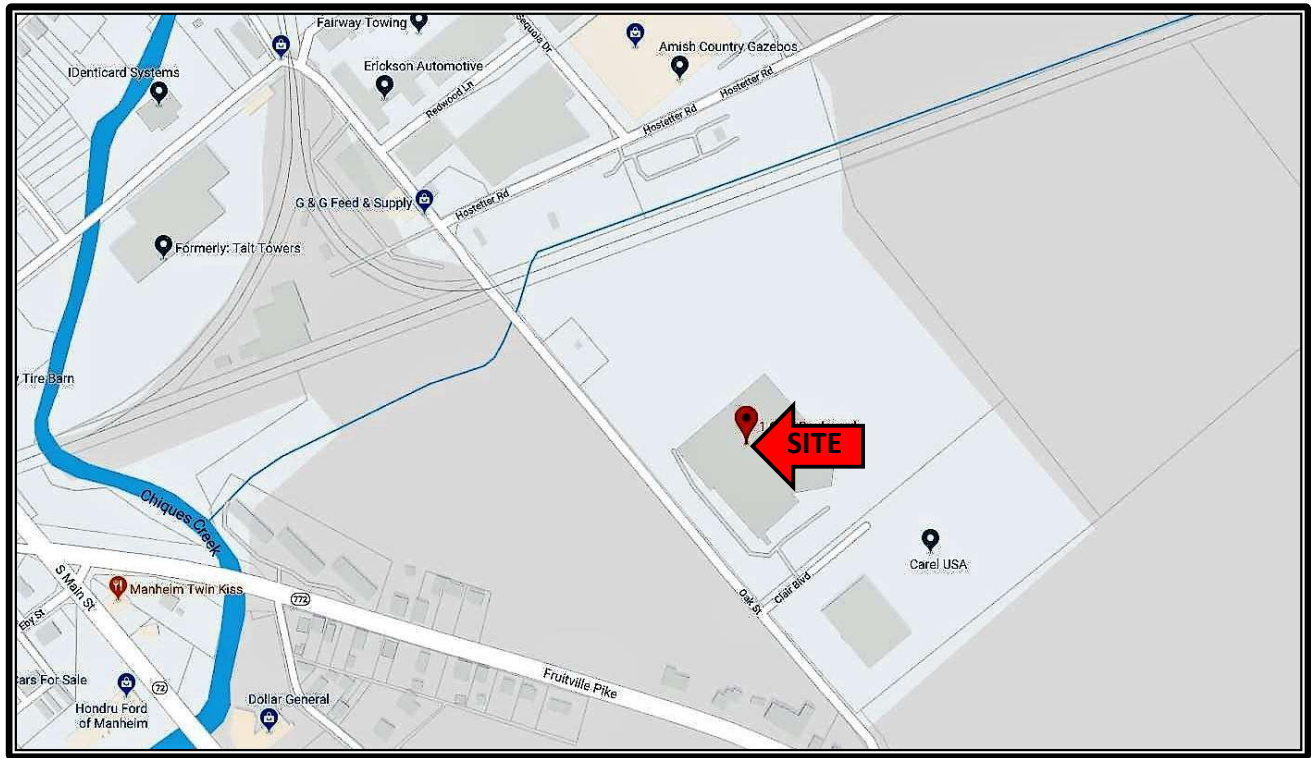 Fairway Towing
Sequoia Dr
Amish Country Gazebos
IDenticard Systems
Erickson Automotive
Redwood Ln
Hostetter Rd
Hostetter Rd
G & G Feed & Supply
Hostetter Rd
Formerly: Tait Towers
Tire Barn
SITE
Chiques Creek
Carel USA
S Main St
Manheim Twin Kiss
772
Oak St
Clair Blvd
Eby St
Fruitville Pike
Cars For Sale
72
Dollar General
Hondru Ford
of Manheim